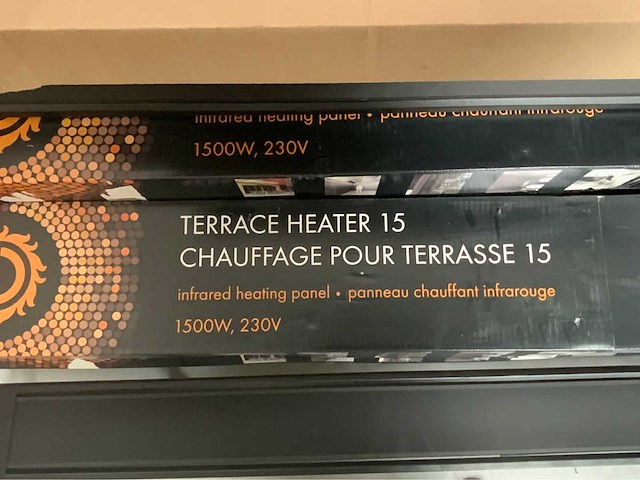 infrared heating panel • panneau chauffant infrarouge
1500W, 230V
TERRACE HEATER 15
CHAUFFAGE POUR TERRASSE 15
infrared heating panel • panneau chauffant infrarouge
1500W, 230V